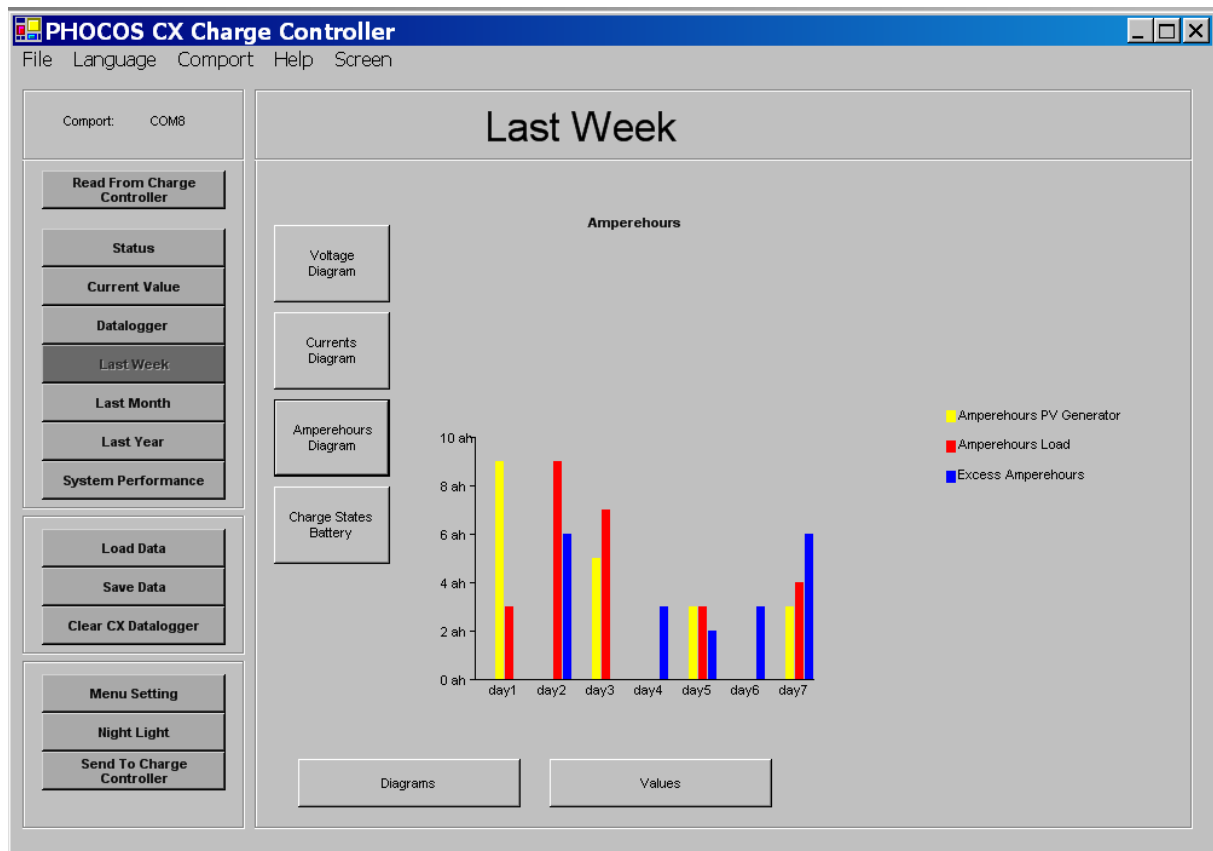 PHOCOS CX Charge Controller
File Language Comport Help Screen
Comport: COM8
Last Week
Read From Charge
Controller
Status
Current Value
Datalogger
Last Week
Last Month
Last Year
System Performance
Load Data
Save Data
Clear CX Datalogger
Menu Setting
Night Light
Send To Charge
Controller
Voltage
Diagram
Currents
Diagram
Amperehours
Diagram
Charge States
Battery
Amperehours
10 ah
8 ah
6 ah
4 ah
2 ah
0 ah
day1 day2 day3 day4 day5 day6 day7
Amperehours PV Generator
Amperehours Load
Excess Amperehours
Diagrams
Values